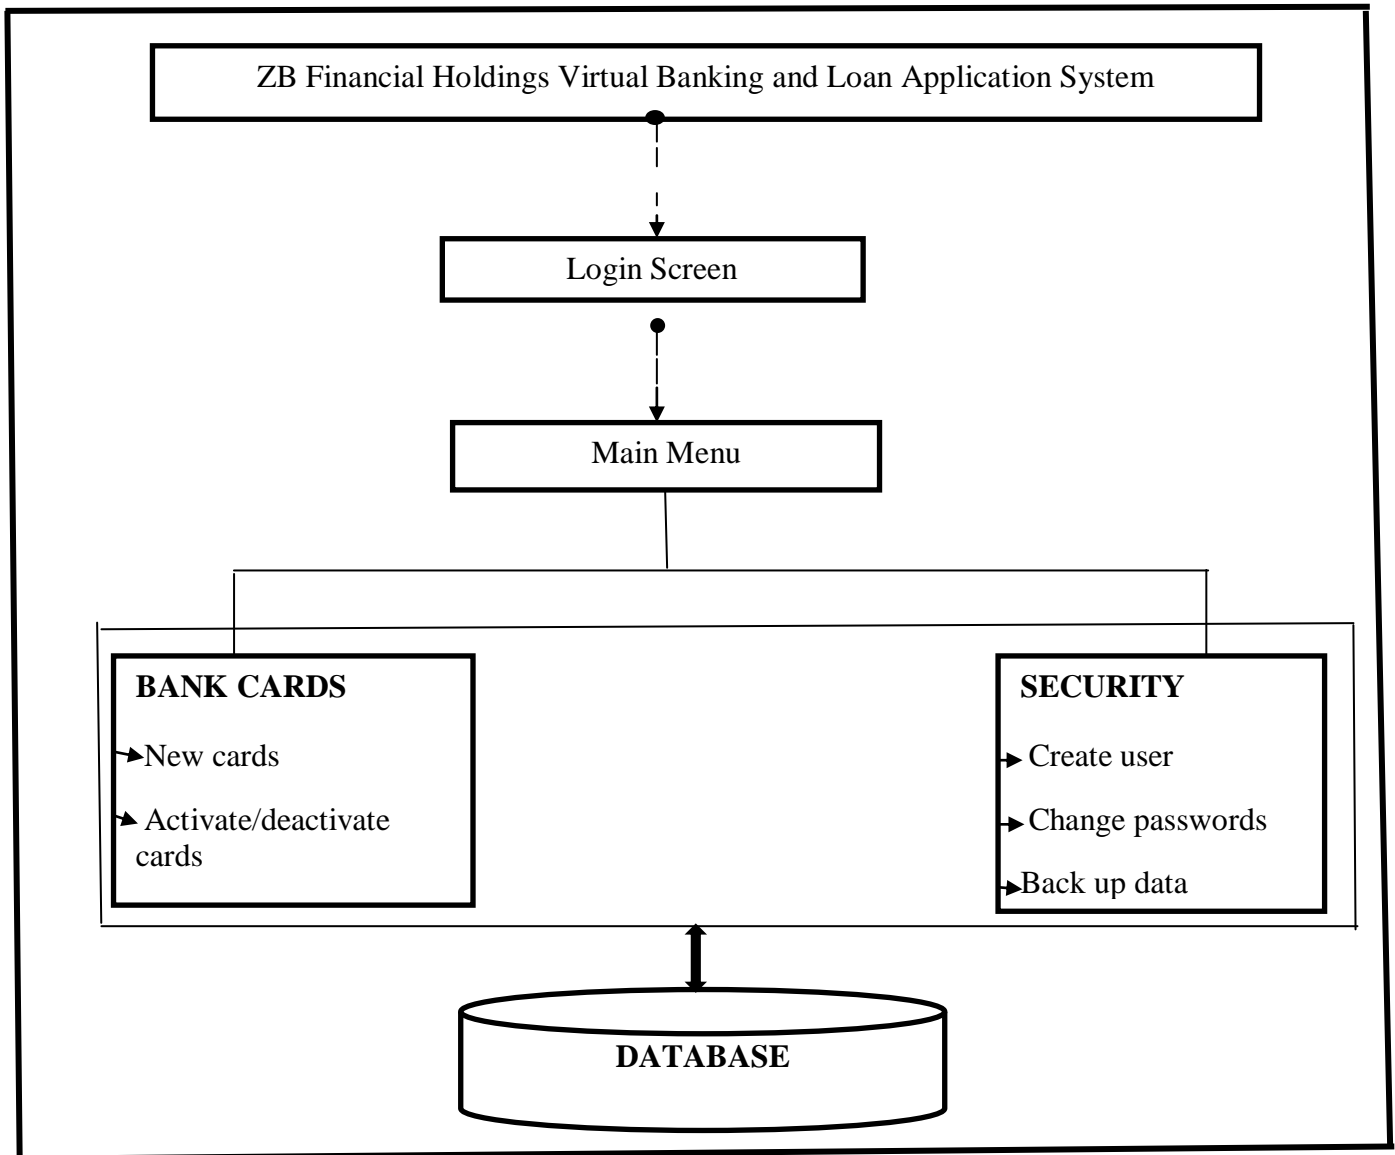 ZB Financial Holdings Virtual Banking and Loan Application System
Login Screen
Main Menu
BANK CARDS
New cards
Activate/deactivate
cards
SECURITY
Create user
Change passwords
Back up data
DATABASE